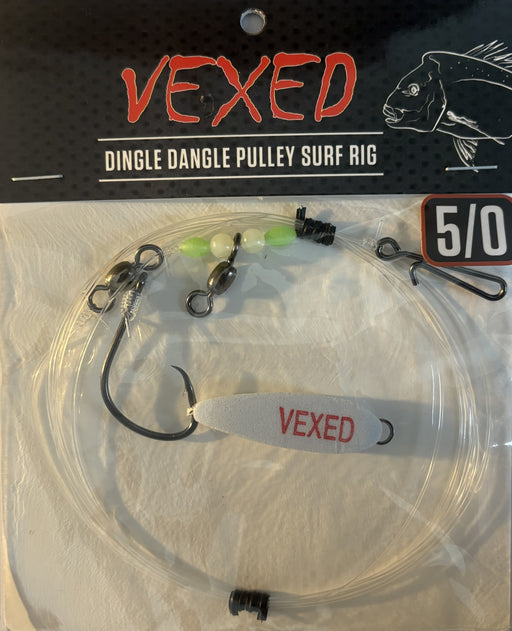 VEXED
DINGLE DANGLE PULLEY SURF RIG
5/0
VEXED